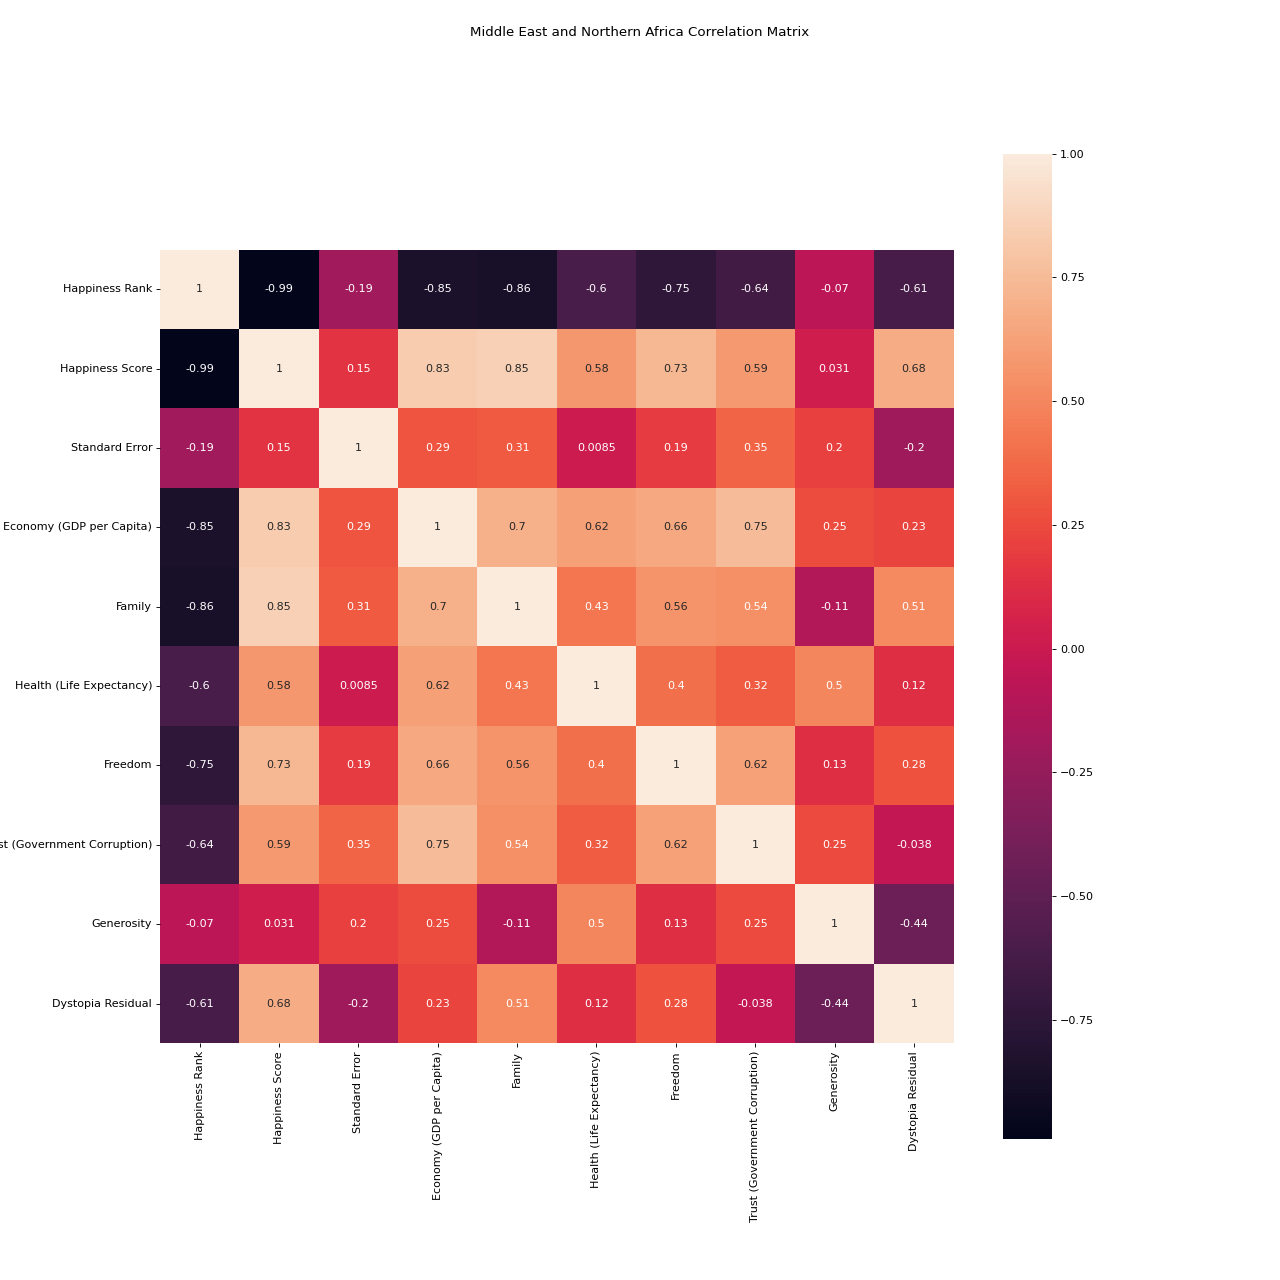 Middle East and Northern Africa Correlation Matrix
1.00
0.75
0.50
0.25
0.00
−0.25
−0.50
−0.75
Happiness Rank 1 -0.99 -0.19 -0.85 -0.86 -0.6 -0.75 -0.64 -0.07 -0.61
Happiness Score -0.99 1 0.15 0.83 0.85 0.58 0.73 0.59 0.031 0.68
Standard Error -0.19 0.15 1 0.29 0.31 0.0085 0.19 0.35 0.2 -0.2
Economy (GDP per Capita) -0.85 0.83 0.29 1 0.7 0.62 0.66 0.75 0.25 0.23
Family -0.86 0.85 0.31 0.7 1 0.43 0.56 0.54 -0.11 0.51
Health (Life Expectancy) -0.6 0.58 0.0085 0.62 0.43 1 0.4 0.32 0.5 0.12
Freedom -0.75 0.73 0.19 0.66 0.56 0.4 1 0.62 0.13 0.28
st (Government Corruption) -0.64 0.59 0.35 0.75 0.54 0.32 0.62 1 0.25 -0.038
Generosity -0.07 0.031 0.2 0.25 -0.11 0.5 0.13 0.25 1 -0.44
Dystopia Residual -0.61 0.68 -0.2 0.23 0.51 0.12 0.28 -0.038 -0.44 1
Happiness Rank
Happiness Score
Standard Error
Economy (GDP per Capita)
Family
Health (Life Expectancy)
Freedom
Trust (Government Corruption)
Generosity
Dystopia Residual